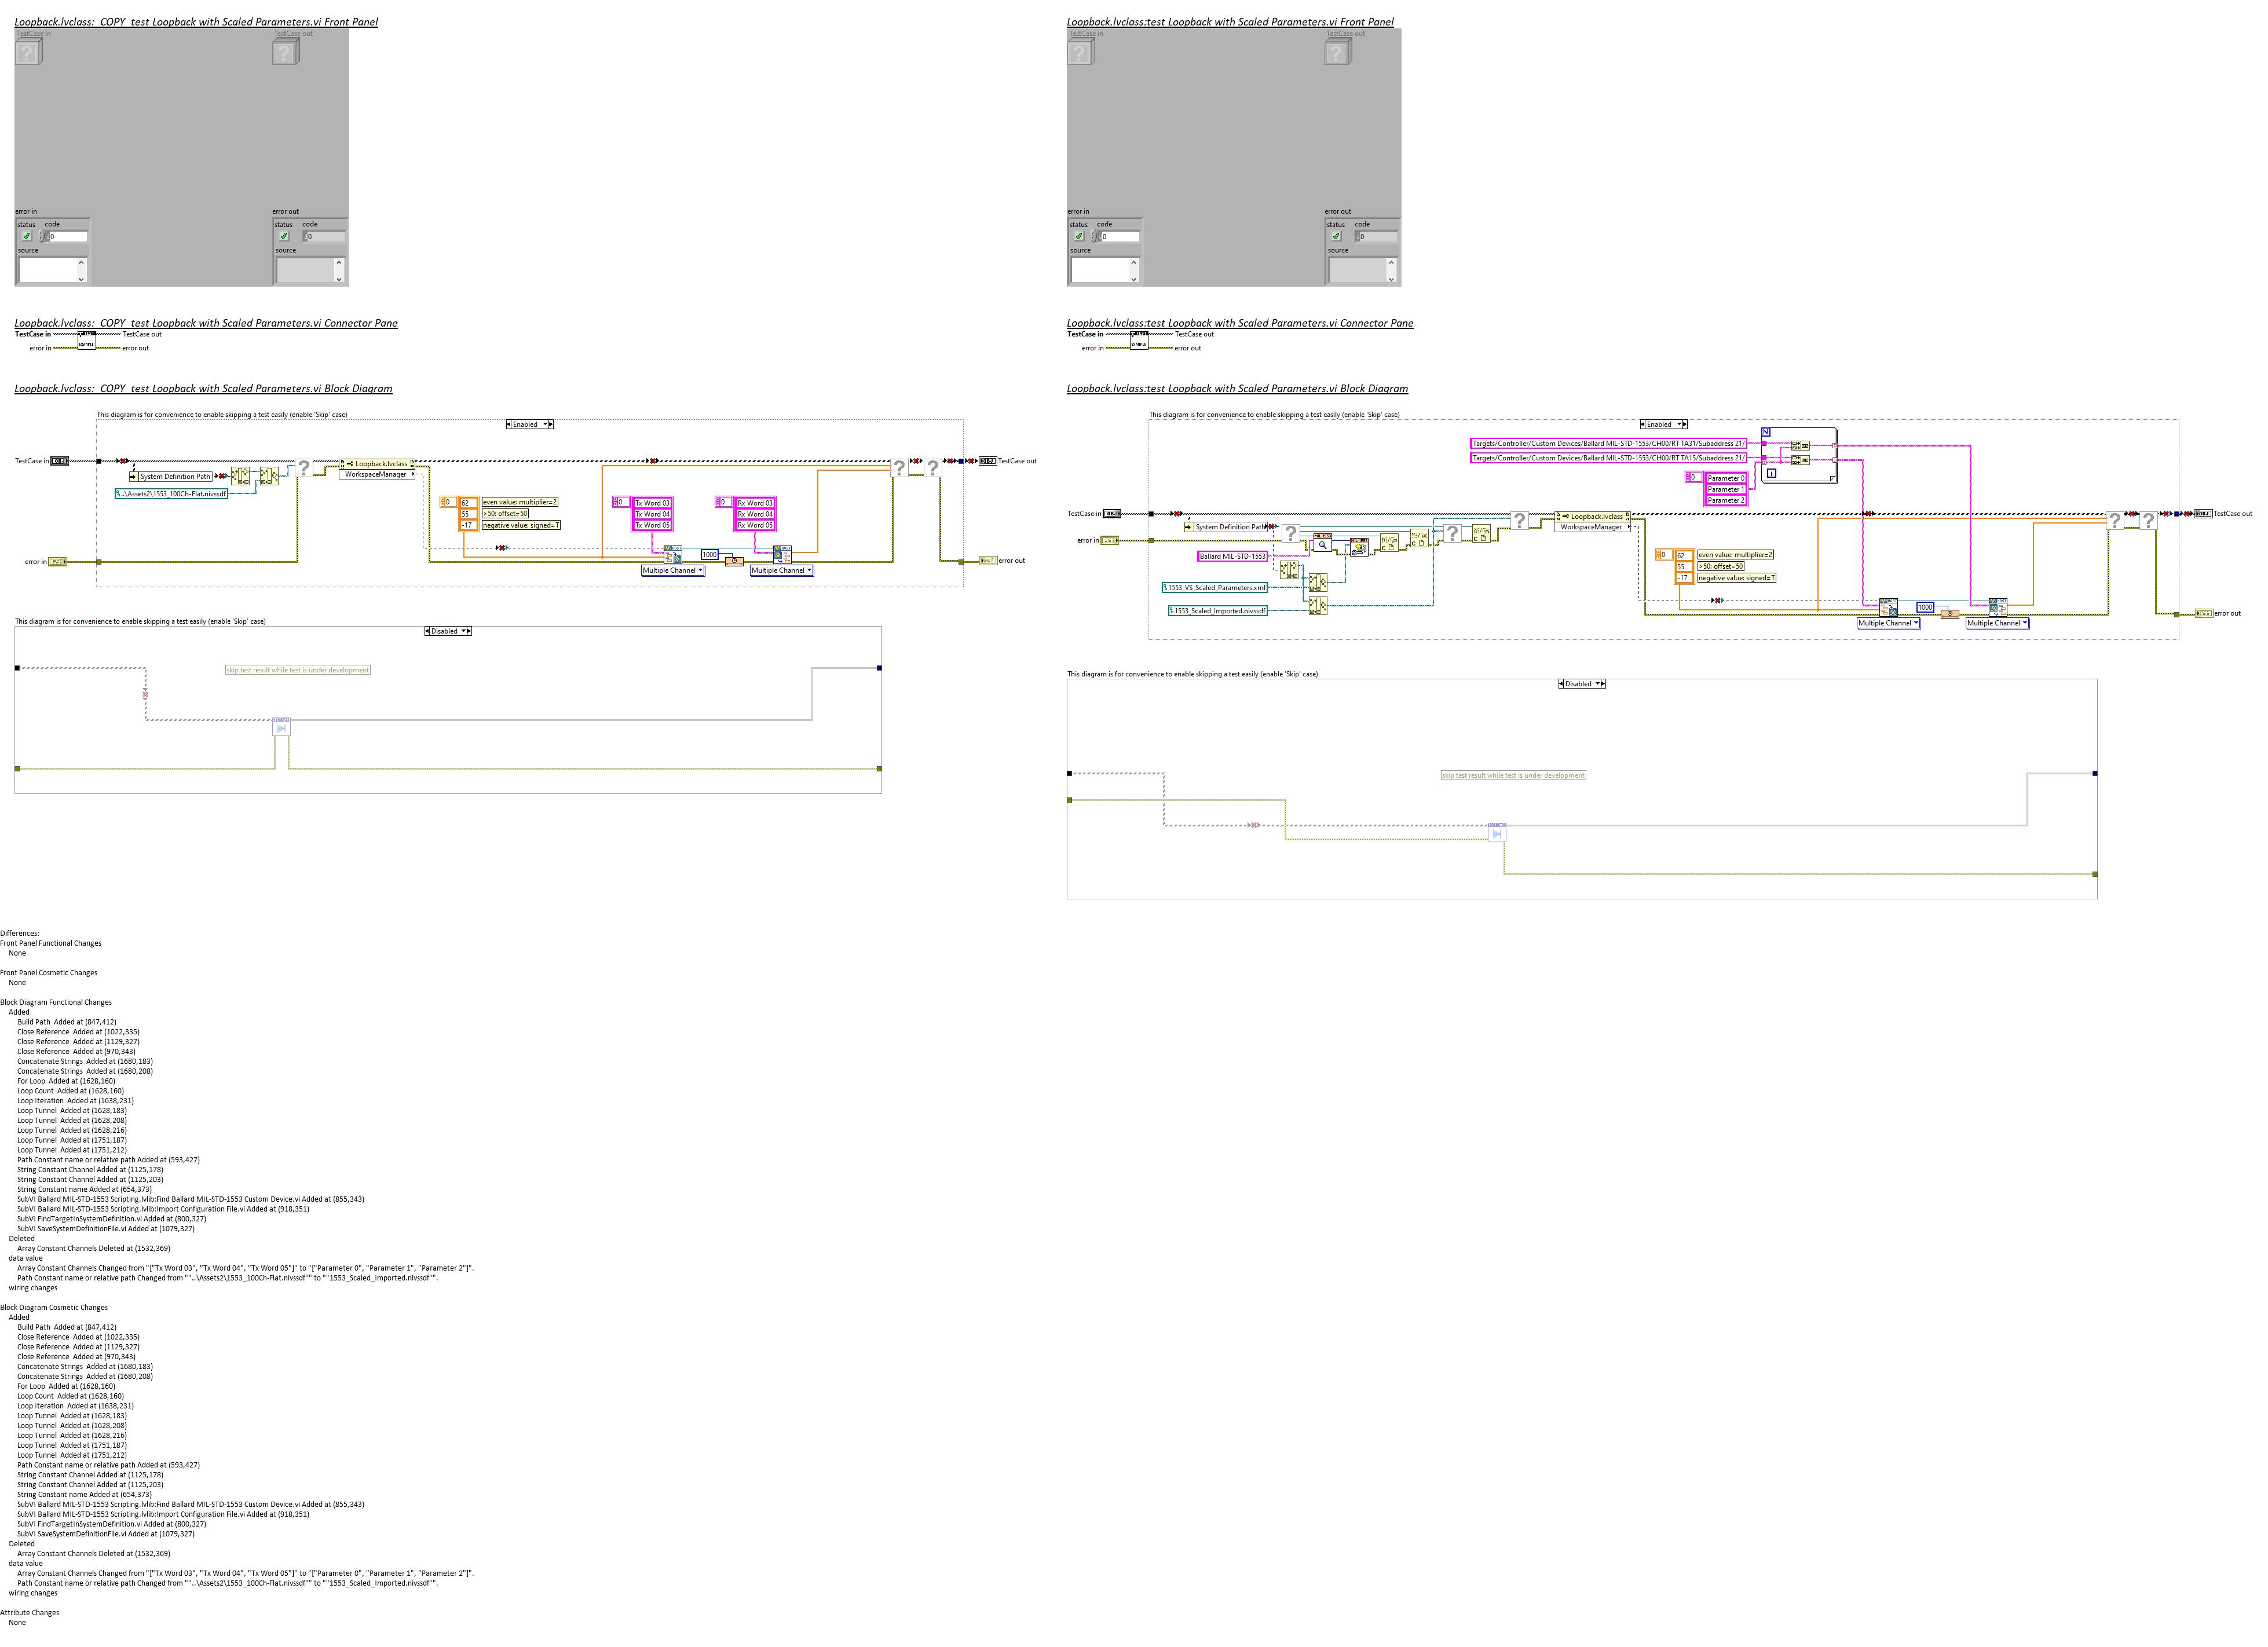 Loopback.lvclass:_COPY_test Loopback with Scaled Parameters.vi Front Panel
TestCase in
TestCase out
error in
error out
status
code
0
source
status
code
0
source
Loopback.lvclass:_COPY_test Loopback with Scaled Parameters.vi Connector Pane
TestCase in
TestCase out
error in
error out
Loopback.lvclass:_COPY_test Loopback with Scaled Parameters.vi Block Diagram
This diagram is for convenience to enable skipping a test easily (enable 'Skip' case)
Enabled
TestCase in
System Definition Path
..\Assets2\1553_100Ch-Flat.nivssdf
Loopback.lvclass
WorkspaceManager
0
62
55
-17
even value: multiplier=2
>50: offset=50
negative value: signed=T
0
Tx Word 03
Tx Word 04
Tx Word 05
0
Rx Word 03
Rx Word 04
Rx Word 05
1000
Multiple Channel
Multiple Channel
TestCase out
error in
error out
This diagram is for convenience to enable skipping a test easily (enable 'Skip' case)
Disabled
skip test result while test is under development
Loopback.lvclass:test Loopback with Scaled Parameters.vi Front Panel
TestCase in
TestCase out
error in
error out
status
code
0
source
status
code
0
source
Loopback.lvclass:test Loopback with Scaled Parameters.vi Connector Pane
TestCase in
TestCase out
error in
error out
Loopback.lvclass:test Loopback with Scaled Parameters.vi Block Diagram
This diagram is for convenience to enable skipping a test easily (enable 'Skip' case)
Enabled
Targets/Controller/Custom Devices/Ballard MIL-STD-1553/CH00/RT TA31/Subaddress 21/
Targets/Controller/Custom Devices/Ballard MIL-STD-1553/CH00/RT TA15/Subaddress 21/
N
i
0
Parameter 0
Parameter 1
Parameter 2
TestCase in
System Definition Path
error in
Ballard MIL-STD-1553
1553_VS_Scaled_Parameters.xml
1553_Scaled_Imported.nivssdf
Loopback.lvclass
WorkspaceManager
0
62
55
-17
even value: multiplier=2
>50: offset=50
negative value: signed=T
1000
Multiple Channel
Multiple Channel
TestCase out
error out
This diagram is for convenience to enable skipping a test easily (enable 'Skip' case)
Disabled
skip test result while test is under development
Differences:
Front Panel Functional Changes
None
Front Panel Cosmetic Changes
None
Block Diagram Functional Changes
Added
Build Path  Added at (847,412)
Close Reference  Added at (1022,335)
Close Reference  Added at (1129,327)
Close Reference  Added at (970,343)
Concatenate Strings  Added at (1680,183)
Concatenate Strings  Added at (1680,208)
For Loop  Added at (1628,160)
Loop Count  Added at (1628,160)
Loop Iteration  Added at (1638,231)
Loop Tunnel  Added at (1628,183)
Loop Tunnel  Added at (1628,208)
Loop Tunnel  Added at (1628,216)
Loop Tunnel  Added at (1751,187)
Loop Tunnel  Added at (1751,212)
Path Constant name or relative path Added at (593,427)
String Constant Channel Added at (1125,178)
String Constant Channel Added at (1125,203)
String Constant name Added at (654,373)
SubVI Ballard MIL-STD-1553 Scripting.lvlib:Find Ballard MIL-STD-1553 Custom Device.vi Added at (855,343)
SubVI Ballard MIL-STD-1553 Scripting.lvlib:Import Configuration File.vi Added at (918,351)
SubVI FindTargetInSystemDefinition.vi Added at (800,327)
SubVI SaveSystemDefinitionFile.vi Added at (1079,327)
Deleted
Array Constant Channels Deleted at (1532,369)
data value
Array Constant Channels Changed from "["Tx Word 03", "Tx Word 04", "Tx Word 05"]" to "["Parameter 0", "Parameter 1", "Parameter 2"]".
Path Constant name or relative path Changed from ""..\Assets2\1553_100Ch-Flat.nivssdf"" to ""1553_Scaled_Imported.nivssdf"".
wiring changes
Block Diagram Cosmetic Changes
Added
Build Path  Added at (847,412)
Close Reference  Added at (1022,335)
Close Reference  Added at (1129,327)
Close Reference  Added at (970,343)
Concatenate Strings  Added at (1680,183)
Concatenate Strings  Added at (1680,208)
For Loop  Added at (1628,160)
Loop Count  Added at (1628,160)
Loop Iteration  Added at (1638,231)
Loop Tunnel  Added at (1628,183)
Loop Tunnel  Added at (1628,208)
Loop Tunnel  Added at (1628,216)
Loop Tunnel  Added at (1751,187)
Loop Tunnel  Added at (1751,212)
Path Constant name or relative path Added at (593,427)
String Constant Channel Added at (1125,178)
String Constant Channel Added at (1125,203)
String Constant name Added at (654,373)
SubVI Ballard MIL-STD-1553 Scripting.lvlib:Find Ballard MIL-STD-1553 Custom Device.vi Added at (855,343)
SubVI Ballard MIL-STD-1553 Scripting.lvlib:Import Configuration File.vi Added at (918,351)
SubVI FindTargetInSystemDefinition.vi Added at (800,327)
SubVI SaveSystemDefinitionFile.vi Added at (1079,327)
Deleted
Array Constant Channels Deleted at (1532,369)
data value
Array Constant Channels Changed from "["Tx Word 03", "Tx Word 04", "Tx Word 05"]" to "["Parameter 0", "Parameter 1", "Parameter 2"]".
Path Constant name or relative path Changed from ""..\Assets2\1553_100Ch-Flat.nivssdf"" to ""1553_Scaled_Imported.nivssdf"".
wiring changes
Attribute Changes
None